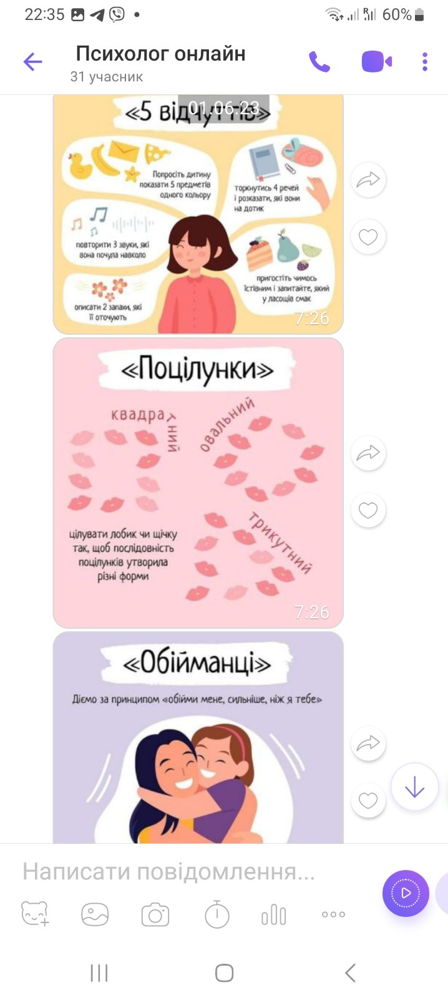 22:35
60%
Психолог онлайн
31 учасник
01.06.23
«5 відчуттів»
Попросіть дитину
показати 5 предметів
одного кольору
торкнутись 4 речей
і розказати, які вони
на дотик
повторити 3 звуки, які
вона почула навколо
пригостіть чимось
їстівним і запитайте, який
у ласощів смак
описати 2 запахи, які
її оточують
7:26
«Поцілунки»
квадратний
овальний
трикутний
цілувати лобик чи щічку
так, щоб послідовність
поцілунків утворила
різні форми
7:26
«Обійманці»
Діємо за принципом «обійми мене, сильніше, ніж я тебе»
Написати повідомлення...